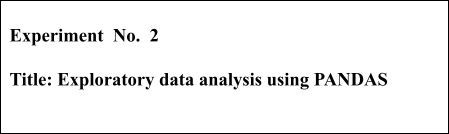 Experiment No. 2
Title: Exploratory data analysis using PANDAS